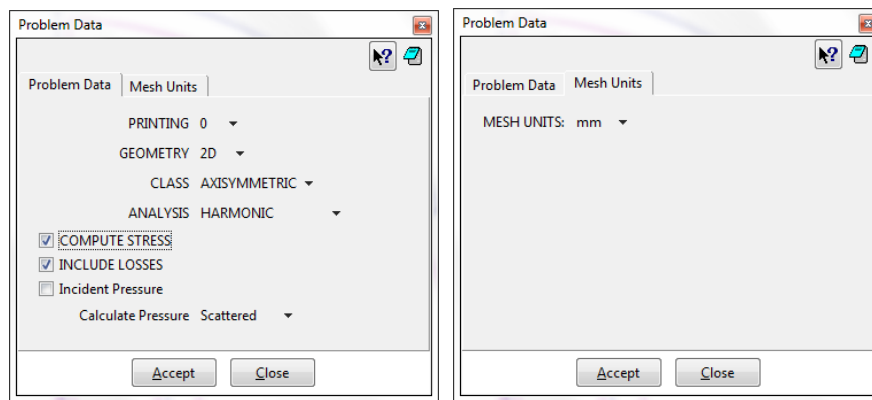 Problem Data
Problem Data Mesh Units
PRINTING 0
GEOMETRY 2D
CLASS AXISYMMETRIC
ANALYSIS HARMONIC
COMPUTE STRESS
INCLUDE LOSSES
Incident Pressure
Calculate Pressure Scattered
Accept Close
Problem Data
Problem Data Mesh Units
MESH UNITS: mm
Accept Close